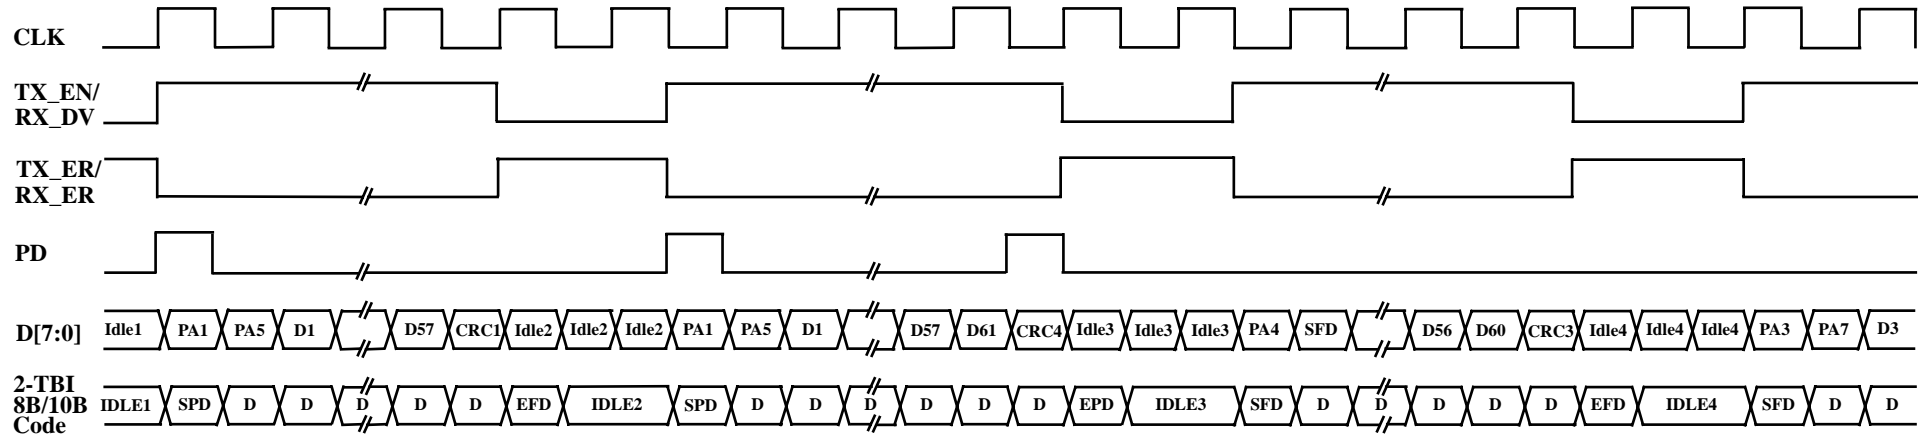 CLK
TX_EN/
RX_DV
TX_ER/
RX_ER
PD
D[7:0] Idle1 PA1 PA5 D1 D57 CRC1 Idle2 Idle2 Idle2 PA1 PA5 D1 D57 D61 CRC4 Idle3 Idle3 Idle3 PA4 SFD D56 D60 CRC3 Idle4 Idle4 Idle4 PA3 PA7 D3
2-TBI
8B/10B IDLE1 SPD D D D D D EFD IDLE2 SPD D D D D D D EPD IDLE3 SFD D D D D D EFD IDLE4 SFD D D
Code